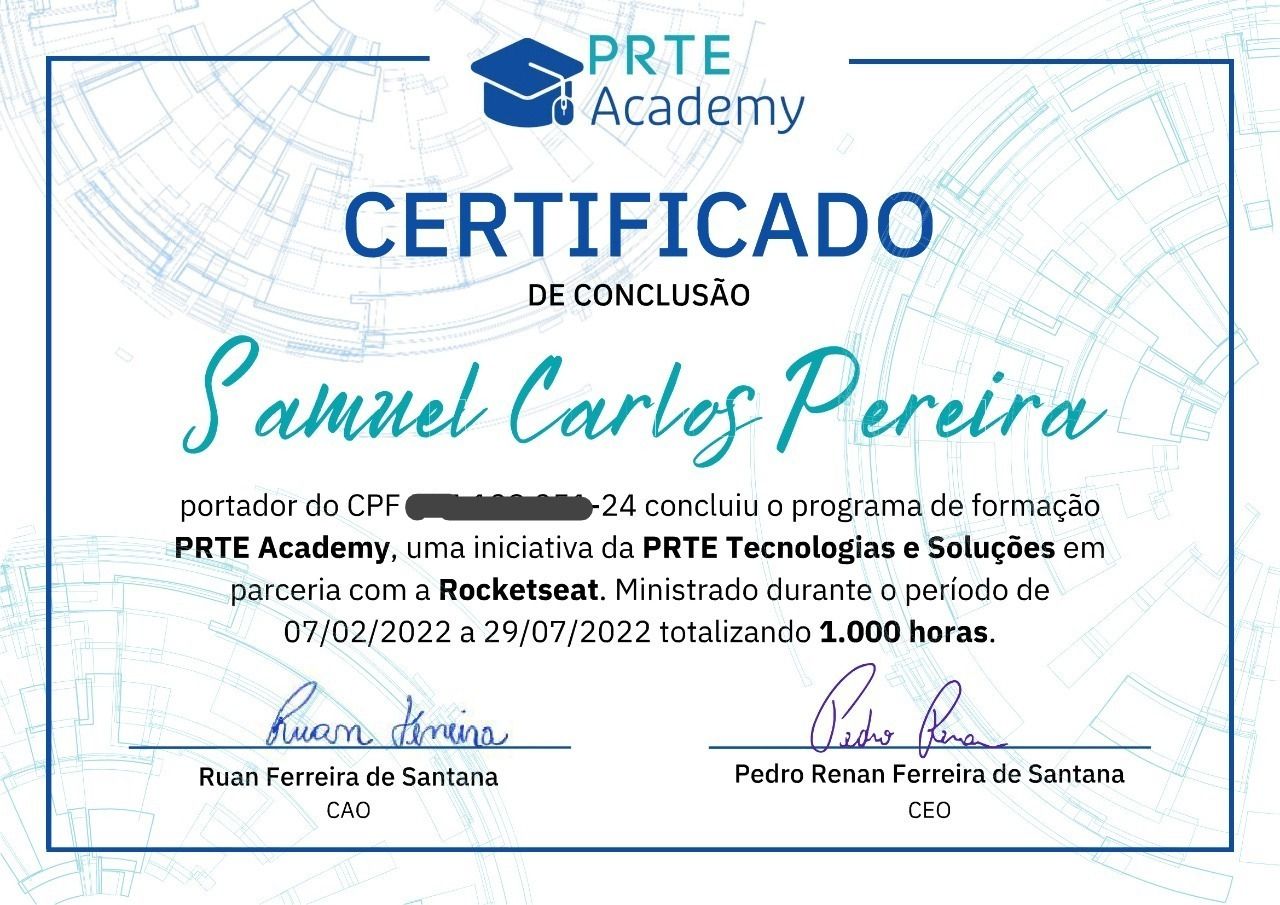 PRTE
Academy
CERTIFICADO
DE CONCLUSÃO
Samuel Carlos Pereira
portador do CPF -24 concluiu o programa de formação
PRTE Academy, uma iniciativa da PRTE Tecnologias e Soluções em
parceria com a Rocketseat. Ministrado durante o período de
07/02/2022 a 29/07/2022 totalizando 1.000 horas.
Ruan Ferreira Pedro Renan
Ruan Ferreira de Santana Pedro Renan Ferreira de Santana
CAO CEO